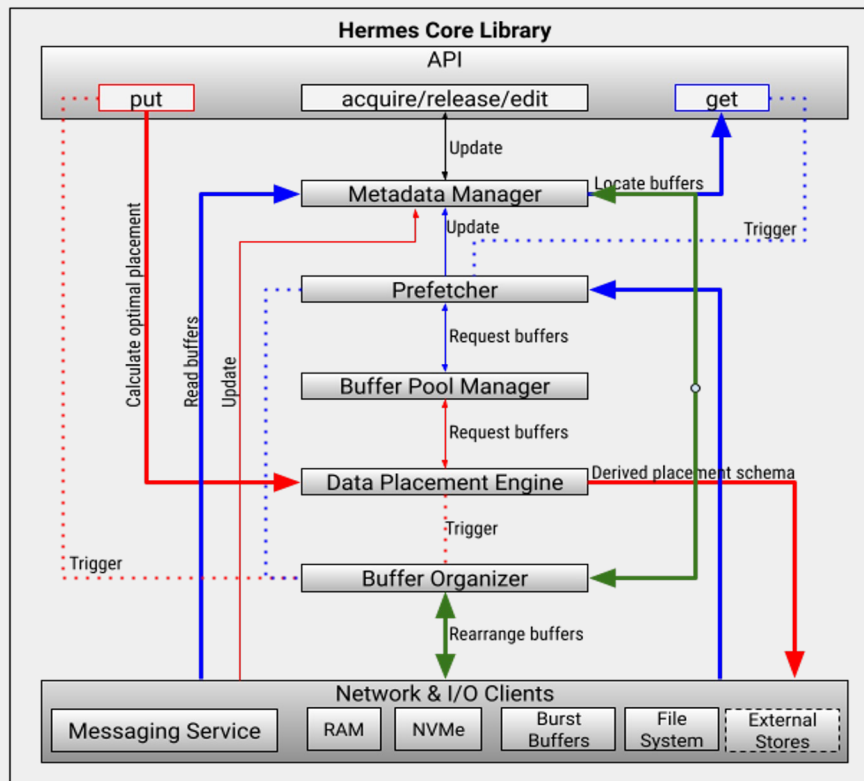 Hermes Core Library
API
put
acquire/release/edit
get
Update
Metadata Manager
Locate buffers
Update
Trigger
Calculate optimal placement
Read buffers
Update
Prefetcher
Request buffers
Buffer Pool Manager
Request buffers
Data Placement Engine
Derived placement schema
Trigger
Trigger
Buffer Organizer
Rearrange buffers
Network & I/O Clients
Messaging Service
RAM
NVMe
Burst
Buffers
File
System
External
Stores